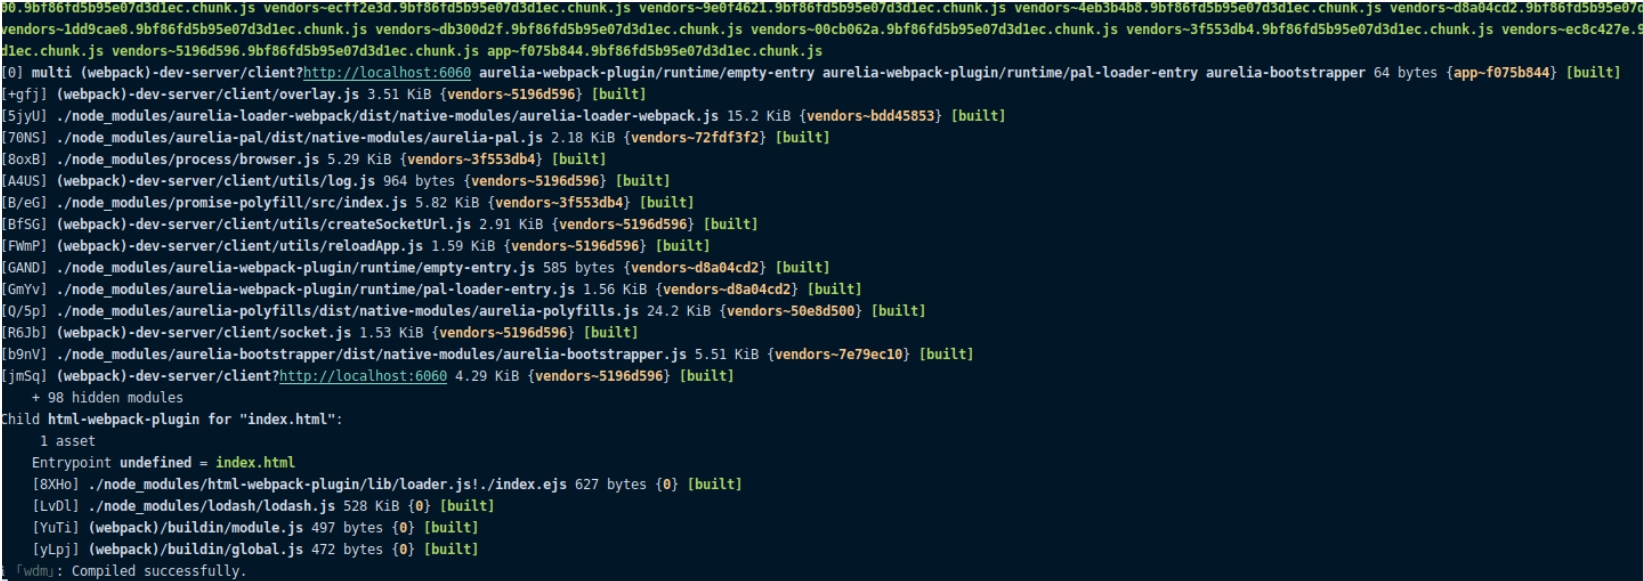 00.9bf86fd5b95e07d3d1ec.chunk.js vendors~ecff2e3d.9bf86fd5b95e07d3d1ec.chunk.js vendors~9e0f4621.9bf86fd5b95e07d3d1ec.chunk.js vendors~4eb3b4b8.9bf86fd5b95e07d3d1ec.chunk.js vendors~d8a04cd2.9bf86fd5b95e07d
vendors~1dd9cae8.9bf86fd5b95e07d3d1ec.chunk.js vendors~db300d2f.9bf86fd5b95e07d3d1ec.chunk.js vendors~00cb062a.9bf86fd5b95e07d3d1ec.chunk.js vendors~3f553db4.9bf86fd5b95e07d3d1ec.chunk.js vendors~ec8c427e.9
d1ec.chunk.js vendors~5196d596.9bf86fd5b95e07d3d1ec.chunk.js app~f075b844.9bf86fd5b95e07d3d1ec.chunk.js
[0] multi (webpack)-dev-server/client?http://localhost:6060 aurelia-webpack-plugin/runtime/empty-entry aurelia-webpack-plugin/runtime/pal-loader-entry aurelia-bootstrapper 64 bytes {app~f075b844} [built]
[+gfj] (webpack)-dev-server/client/overlay.js 3.51 KiB {vendors~5196d596} [built]
[5jyU] ./node_modules/aurelia-loader-webpack/dist/native-modules/aurelia-loader-webpack.js 15.2 KiB {vendors~bdd45853} [built]
[70NS] ./node_modules/aurelia-pal/dist/native-modules/aurelia-pal.js 2.18 KiB {vendors~72fdf3f2} [built]
[8oxB] ./node_modules/process/browser.js 5.29 KiB {vendors~3f553db4} [built]
[A4US] (webpack)-dev-server/client/utils/log.js 964 bytes {vendors~5196d596} [built]
[B/eG] ./node_modules/promise-polyfill/src/index.js 5.82 KiB {vendors~3f553db4} [built]
[BfSG] (webpack)-dev-server/client/utils/createSocketUrl.js 2.91 KiB {vendors~5196d596} [built]
[FWmP] (webpack)-dev-server/client/utils/reloadApp.js 1.59 KiB {vendors~5196d596} [built]
[GAND] ./node_modules/aurelia-webpack-plugin/runtime/empty-entry.js 585 bytes {vendors~d8a04cd2} [built]
[GmYv] ./node_modules/aurelia-webpack-plugin/runtime/pal-loader-entry.js 1.56 KiB {vendors~d8a04cd2} [built]
[Q/5p] ./node_modules/aurelia-polyfills/dist/native-modules/aurelia-polyfills.js 24.2 KiB {vendors~50e8d500} [built]
[R6Jb] (webpack)-dev-server/client/socket.js 1.53 KiB {vendors~5196d596} [built]
[b9nV] ./node_modules/aurelia-bootstrapper/dist/native-modules/aurelia-bootstrapper.js 5.51 KiB {vendors~7e79ec10} [built]
[jmSq] (webpack)-dev-server/client?http://localhost:6060 4.29 KiB {vendors~5196d596} [built]
+ 98 hidden modules
Child html-webpack-plugin for "index.html":
1 asset
Entrypoint undefined = index.html
[8XHo] ./node_modules/html-webpack-plugin/lib/loader.js!./index.ejs 627 bytes {0} [built]
[LvDl] ./node_modules/lodash/lodash.js 528 KiB {0} [built]
[YuTi] (webpack)/buildin/module.js 497 bytes {0} [built]
[yLpj] (webpack)/buildin/global.js 472 bytes {0} [built]
i 「wdm」: Compiled successfully.